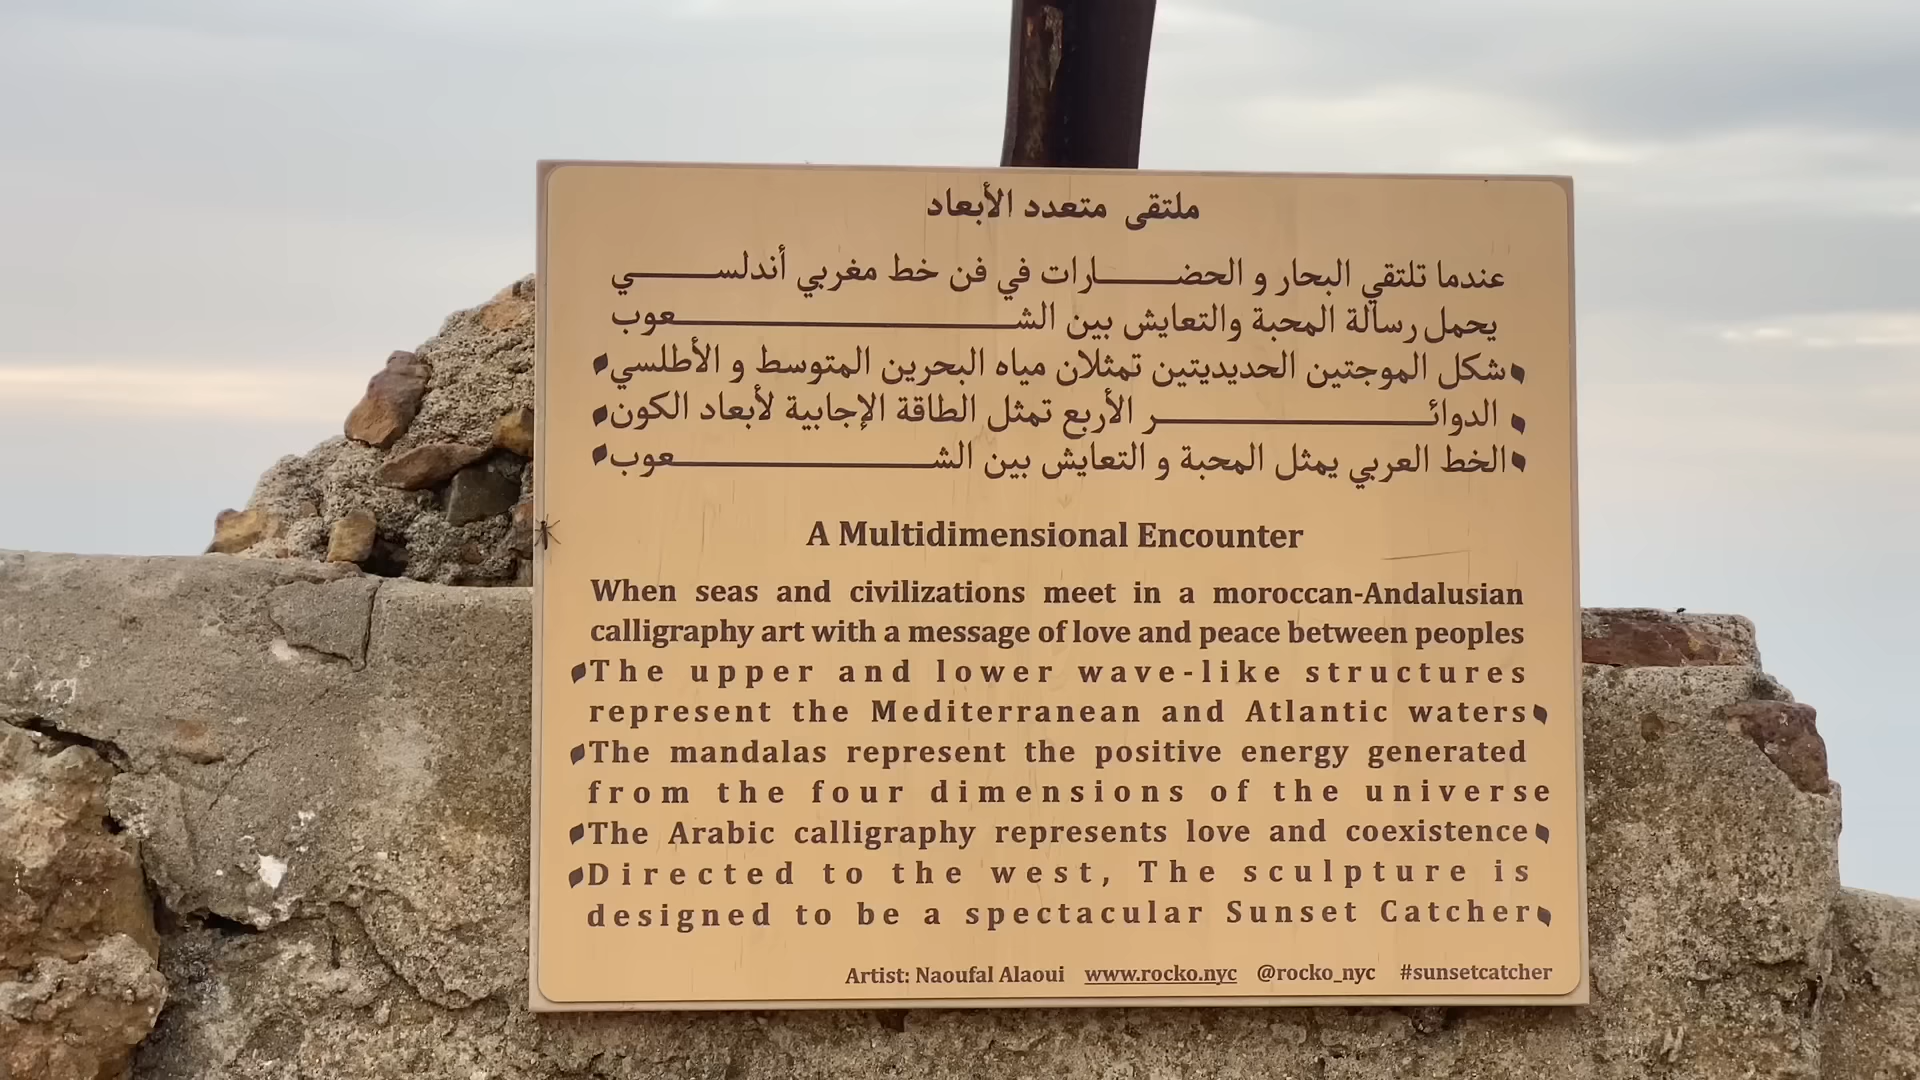 ملتقى متعدد الأبعاد
عندما تلتقي البحار و الحضـــــارات في فن خط مغربي أندلســـــي
يحمل رسالة المحبة والتعايش بين الشـــــــــــــــــعوب
شكل الموجتين الحديديتين تمثلان مياه البحرين المتوسط و الأطلسي
الدوائـــــــــــــــر الأربع تمثل الطاقة الإجابية لأبعاد الكون
الخط العربي يمثل المحبة و التعايش بين الشـــــــــــــــعوب
A Multidimensional Encounter
When seas and civilizations meet in a moroccan-Andalusian
calligraphy art with a message of love and peace between peoples
The upper and lower wave-like structures
represent the Mediterranean and Atlantic waters
The mandalas represent the positive energy generated
from the four dimensions of the universe
The Arabic calligraphy represents love and coexistence
Directed to the west, The sculpture is
designed to be a spectacular Sunset Catcher
Artist: Naoufal Alaoui www.rocko.nyc @rocko_nyc #sunsetcatcher